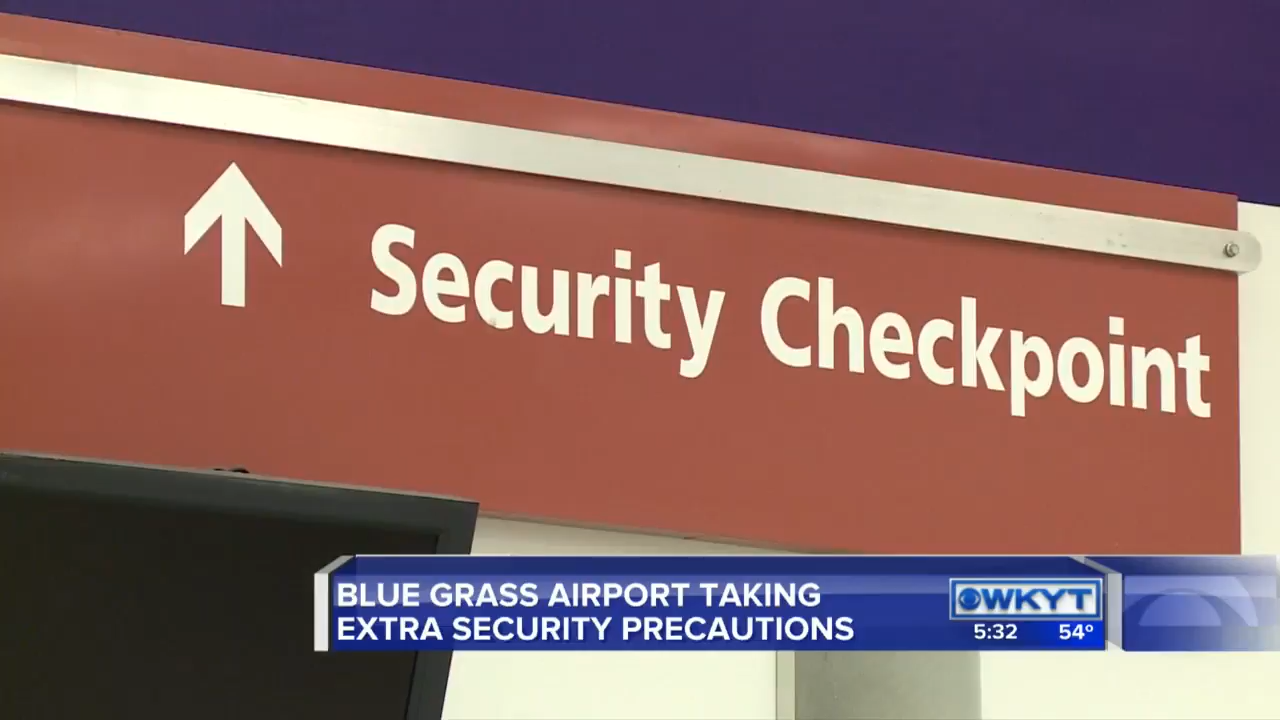 Security Checkpoint
BLUE GRASS AIRPORT TAKING
EXTRA SECURITY PRECAUTIONS
WKYT
5:32 54°